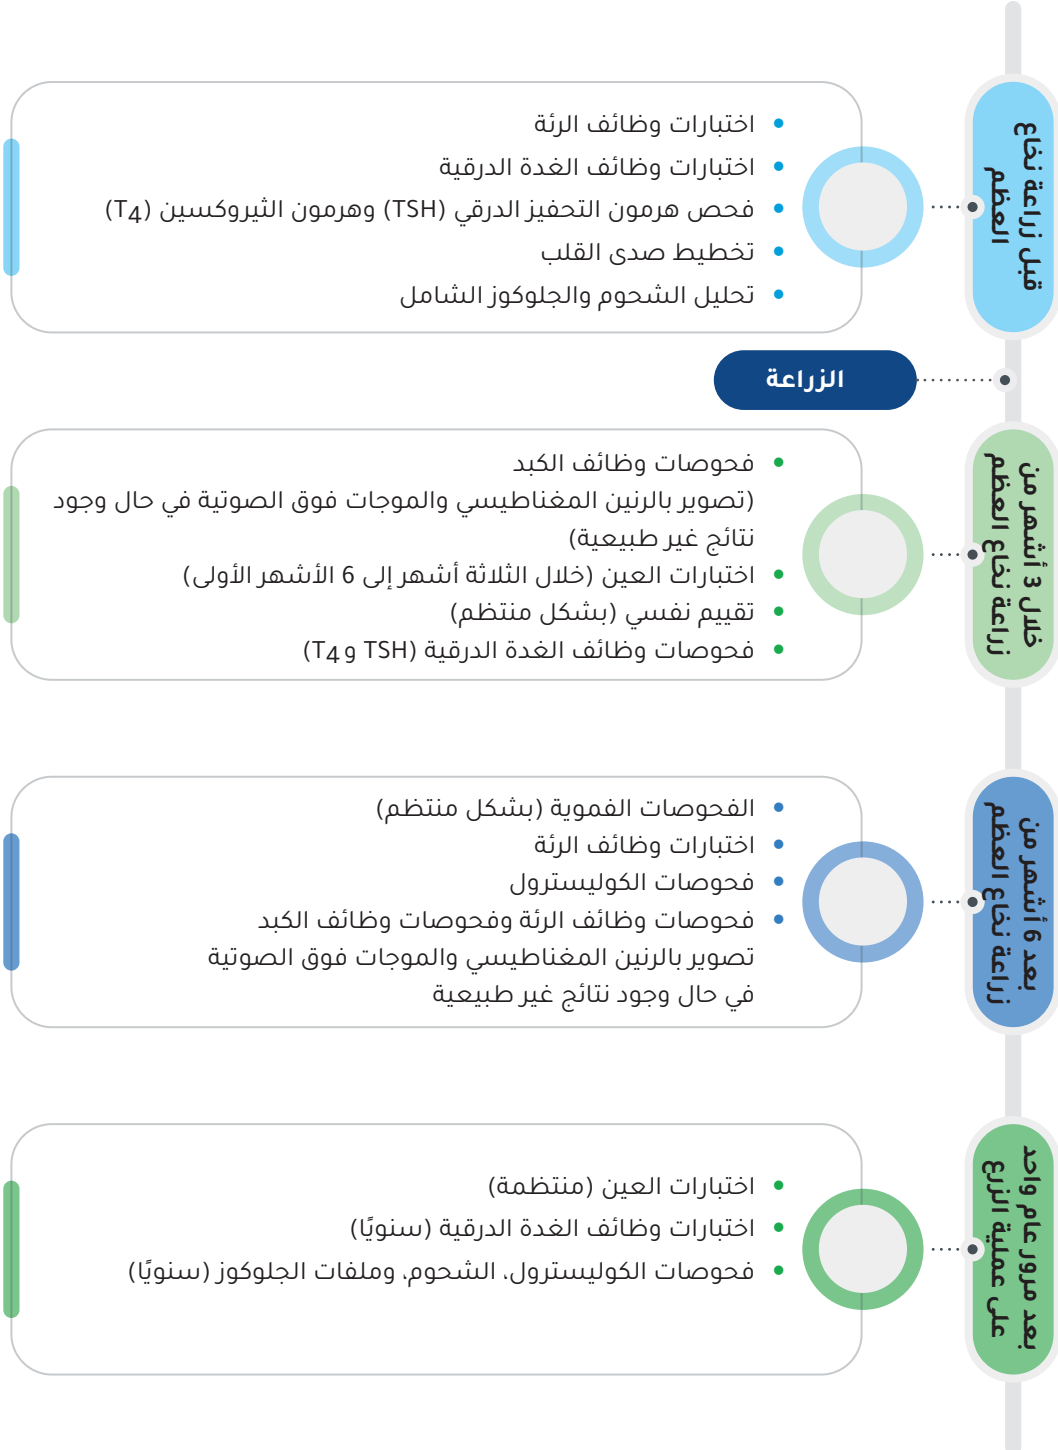 قبل زراعة نخاع
العظم
اختبارات وظائف الرئة
اختبارات وظائف الغدة الدرقية
فحص هرمون التحفيز الدرقي (TSH) وهرمون الثيروكسين (T4)
تخطيط صدى القلب
تحليل الشحوم والجلوكوز الشامل
الزراعة
خلال 3 أشهر من
زراعة نخاع العظم
فحوصات وظائف الكبد
(تصوير بالرنين المغناطيسي والموجات فوق الصوتية في حال وجود
نتائج غير طبيعية)
اختبارات العين (خلال الثلاثة أشهر إلى 6 الأشهر الأولى)
تقييم نفسي (بشكل منتظم)
فحوصات وظائف الغدة الدرقية (TSH و T4)
بعد 6 أشهر من
زراعة نخاع العظم
الفحوصات الفموية (بشكل منتظم)
اختبارات وظائف الرئة
فحوصات الكوليسترول
فحوصات وظائف الرئة وفحوصات وظائف الكبد
تصوير بالرنين المغناطيسي والموجات فوق الصوتية
في حال وجود نتائج غير طبيعية
بعد مرور عام واحد
على عملية الزرع
اختبارات العين (منتظمة)
اختبارات وظائف الغدة الدرقية (سنويًا)
فحوصات الكوليسترول، الشحوم، وملفات الجلوكوز (سنويًا)